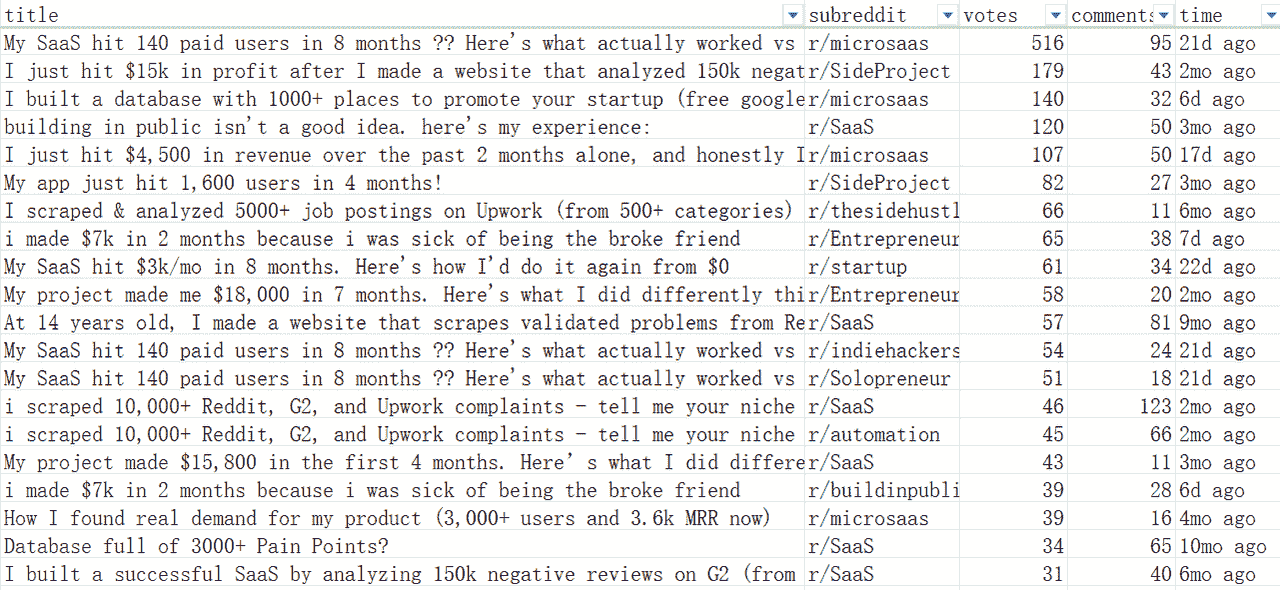 title subreddit votes comments time
My SaaS hit 140 paid users in 8 months ?? Here's what actually worked vs r/microsaas 516 95 21d ago
I just hit $15k in profit after I made a website that analyzed 150k negat r/SideProject 179 43 2mo ago
I built a database with 1000+ places to promote your startup (free google r/microsaas 140 32 6d ago
building in public isn't a good idea. here's my experience: r/SaaS 120 50 3mo ago
I just hit $4,500 in revenue over the past 2 months alone, and honestly I r/microsaas 107 50 17d ago
My app just hit 1,600 users in 4 months! r/SideProject 82 27 3mo ago
I scraped & analyzed 5000+ job postings on Upwork (from 500+ categories) r/thesidehustl 66 11 6mo ago
i made $7k in 2 months because i was sick of being the broke friend r/Entrepreneur 65 38 7d ago
My SaaS hit $3k/mo in 8 months. Here's how I'd do it again from $0 r/startup 61 34 22d ago
My project made me $18,000 in 7 months. Here's what I did differently thi r/Entrepreneur 58 20 2mo ago
At 14 years old, I made a website that scrapes validated problems from Re r/SaaS 57 81 9mo ago
My SaaS hit 140 paid users in 8 months ?? Here's what actually worked vs r/indiehackers 54 24 21d ago
My SaaS hit 140 paid users in 8 months ?? Here's what actually worked vs r/Solopreneur 51 18 21d ago
i scraped 10,000+ Reddit, G2, and Upwork complaints - tell me your niche r/SaaS 46 123 2mo ago
i scraped 10,000+ Reddit, G2, and Upwork complaints - tell me your niche r/automation 45 66 2mo ago
My project made $15,800 in the first 4 months. Here’s what I did differe r/SaaS 43 11 3mo ago
i made $7k in 2 months because i was sick of being the broke friend r/buildinpubli 39 28 6d ago
How I found real demand for my product (3,000+ users and 3.6k MRR now) r/microsaas 39 16 4mo ago
Database full of 3000+ Pain Points? r/SaaS 34 65 10mo ago
I built a successful SaaS by analyzing 150k negative reviews on G2 (from r/SaaS 31 40 6mo ago